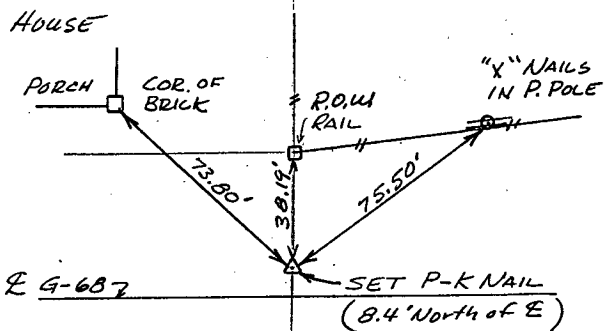 HOUSE
PORCH
COR. OF
BRICK
R.O.W
RAIL
"X" NAILS
IN P. POLE
73.80'
38.19'
75.50'
℄ G-68
SET P-K NAIL
(8.4' North of ℄)